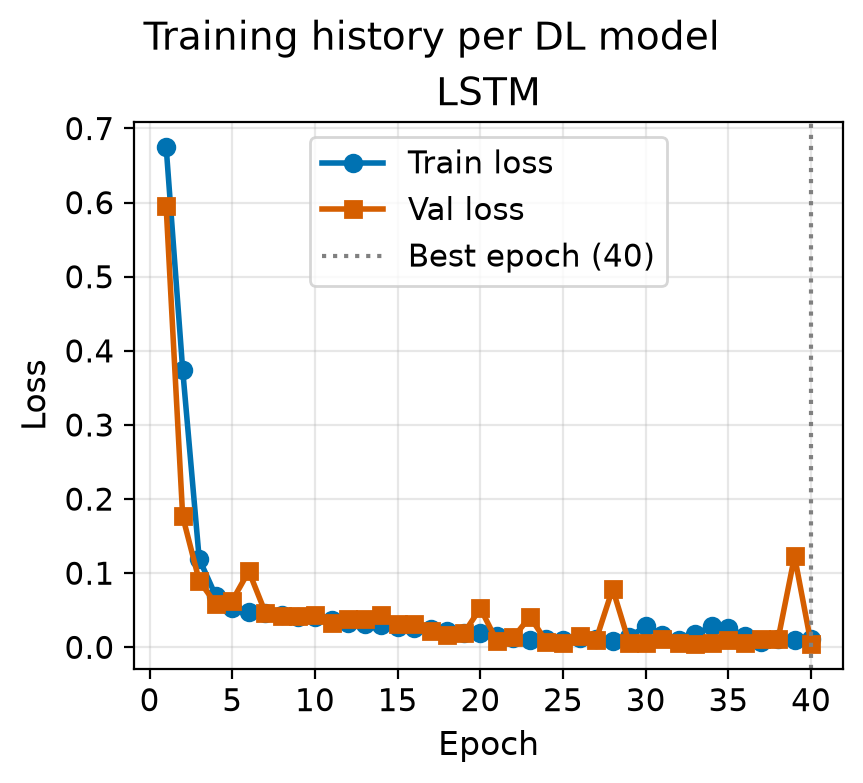 Training history per DL model
LSTM
Train loss
Val loss
Best epoch (40)
Loss
0.7
0.6
0.5
0.4
0.3
0.2
0.1
0.0
0 5 10 15 20 25 30 35 40
Epoch